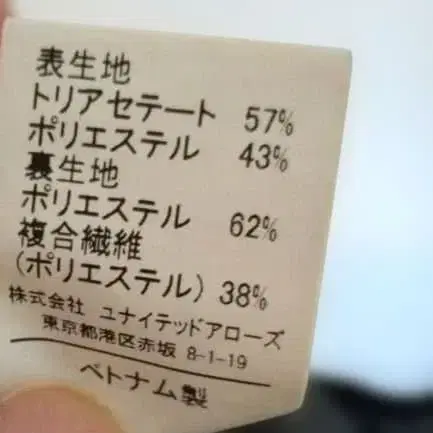 表生地
トリアセテート 57%
ポリエステル 43%
裏生地
ポリエステル 62%
複合繊維
(ポリエステル) 38%
株式会社 ユナイテッドアローズ
東京都港区赤坂 8-1-19
ベトナム製